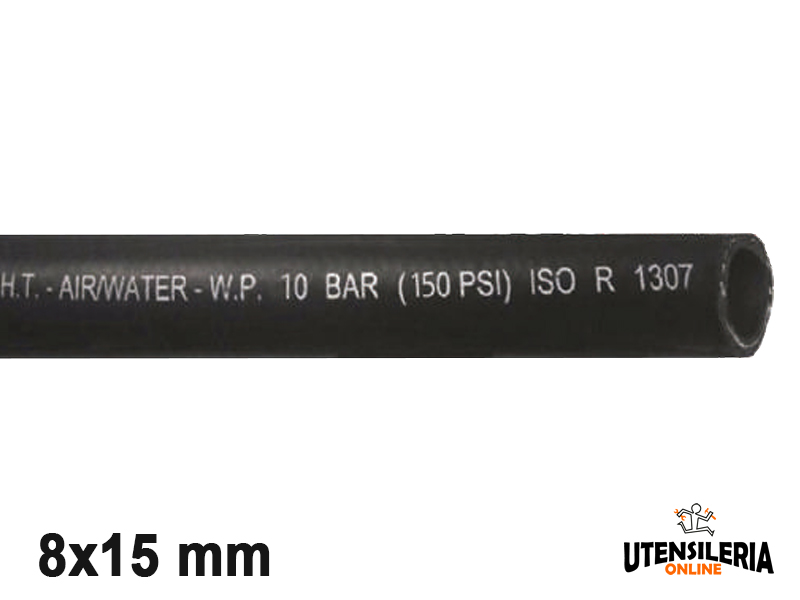 H.T. - AIR/WATER - W.P. 10 BAR (150 PSI) ISO R 1307
8x15 mm
UTENSILERIA
ONLINE